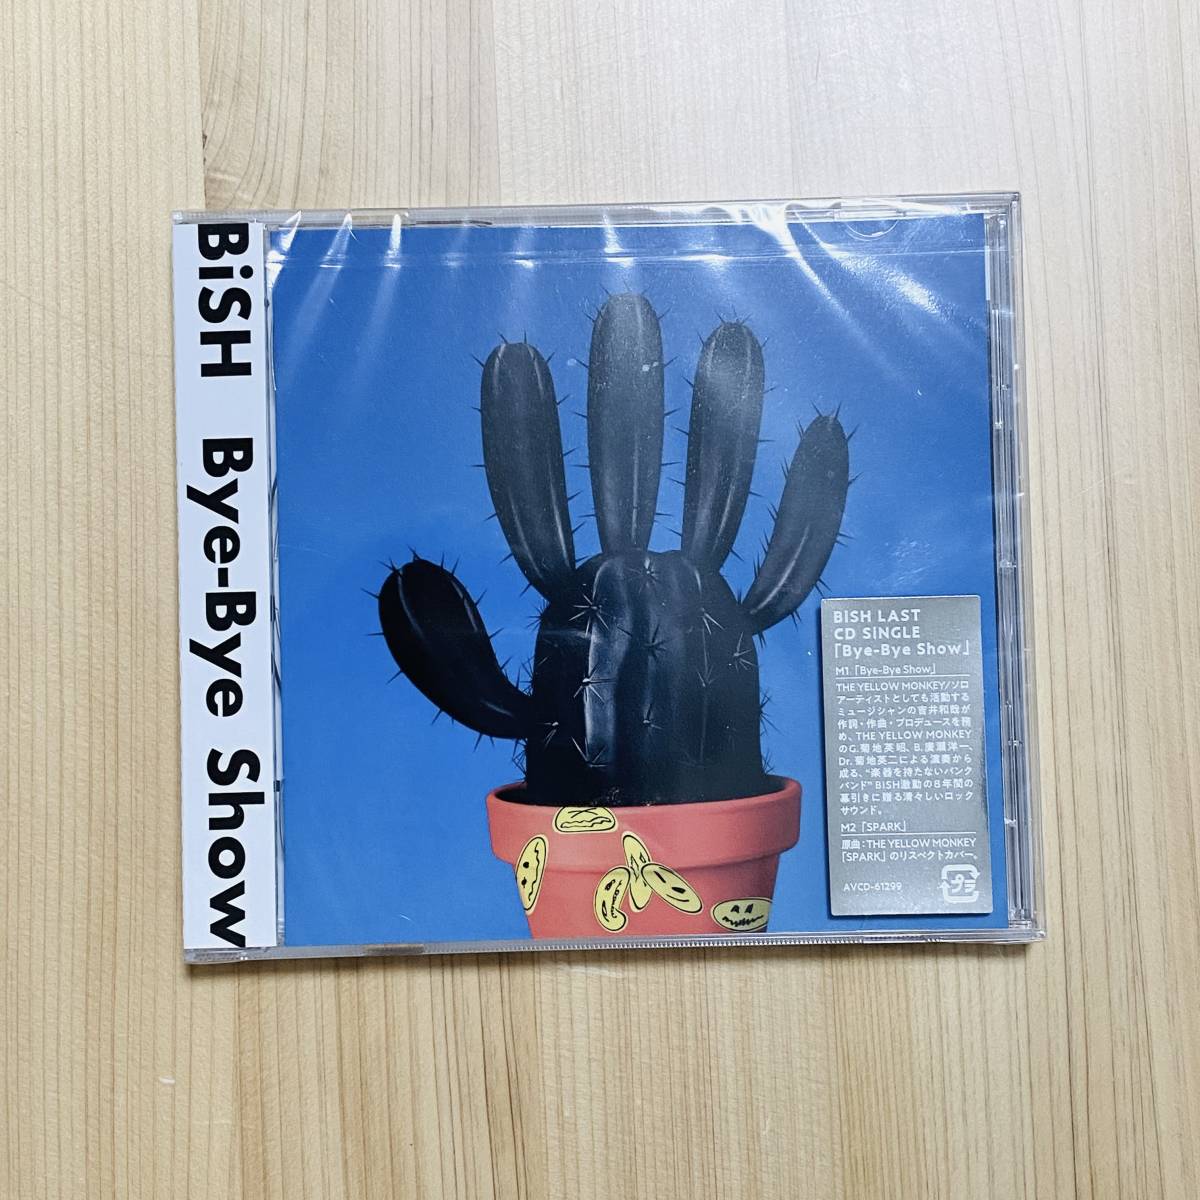 BiSH Bye-Bye Show
BISH LAST
CD SINGLE
「Bye-Bye Show」
M1.「Bye-Bye Show」
THE YELLOW MONKEY/ソロ
アーティストとしても活動する
ミュージシャンの吉井和哉が
作詞・作曲・プロデュースを務
め、THE YELLOW MONKEY
のG.菊地英昭、B.廣瀬洋一、
Dr.菊地英二による演奏から
成る、“楽器を持たないパンク
バンド”BiSH激動の8年間の
幕引きに贈る清々しいロック
サウンド。
M2「SPARK」
原曲：THE YELLOW MONKEY
「SPARK」のリスペクトカバー。
AVCD-61299
プラ